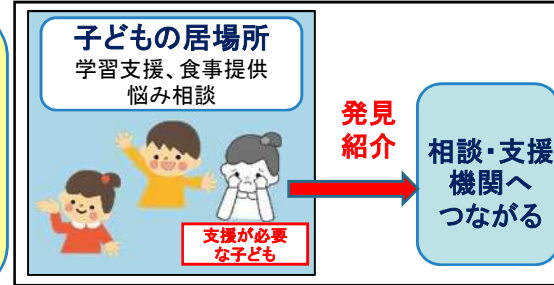 子どもの居場所
学習支援、食事提供
悩み相談
発見
紹介
相談・支援
機関へ
つながる
支援が必要
な子ども